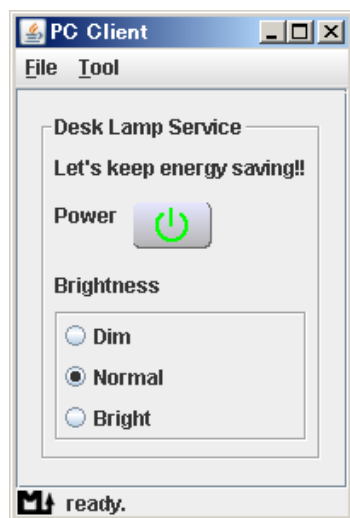 PC Client
File Tool
Desk Lamp Service
Let's keep energy saving!!
Power
Brightness
Dim
Normal
Bright
ready.